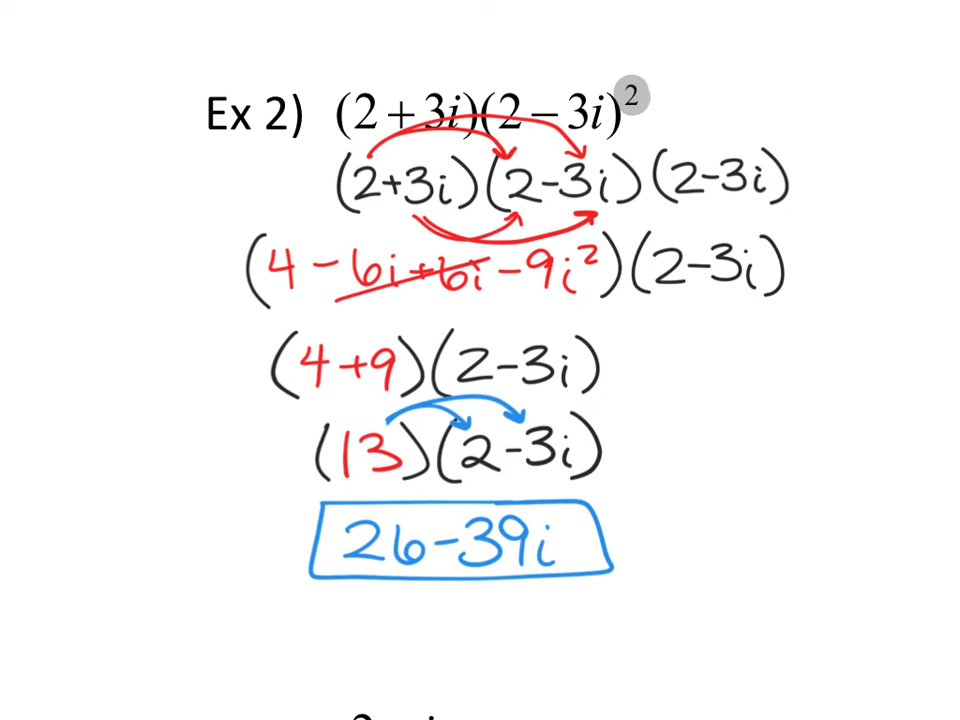 Ex 2) (2 + 3i)(2 − 3i)²
(2+3i)(2-3i)(2-3i)
(4 - 6i + 6i - 9i²)(2-3i)
(4+9)(2-3i)
(13)(2-3i)
26-39i